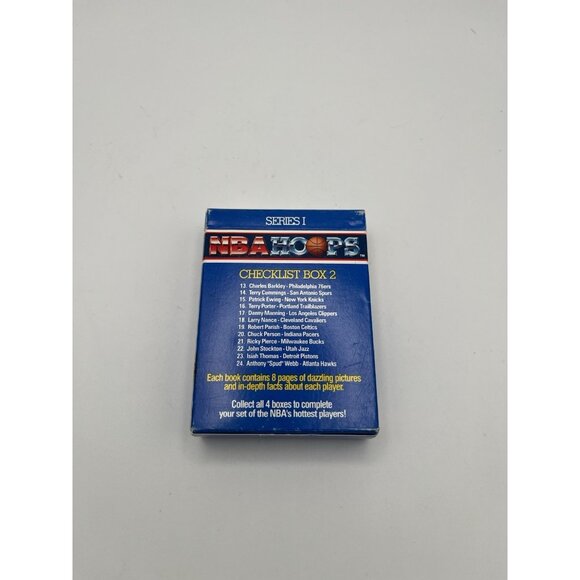 SERIES I
NBA HOOPS
CHECKLIST BOX 2
13. Charles Barkley - Philadelphia 76ers
14. Terry Cummings - San Antonio Spurs
15. Patrick Ewing - New York Knicks
16. Terry Porter - Portland Trailblazers
17. Danny Manning - Los Angeles Clippers
18. Larry Nance - Cleveland Cavaliers
19. Robert Parish - Boston Celtics
20. Chuck Person - Indiana Pacers
21. Ricky Pierce - Milwaukee Bucks
22. John Stockton - Utah Jazz
23. Isiah Thomas - Detroit Pistons
24. Anthony "Spud" Webb - Atlanta Hawks
Each book contains 8 pages of dazzling pictures
and in-depth facts about each player.
Collect all 4 boxes to complete
your set of the NBA's hottest players!